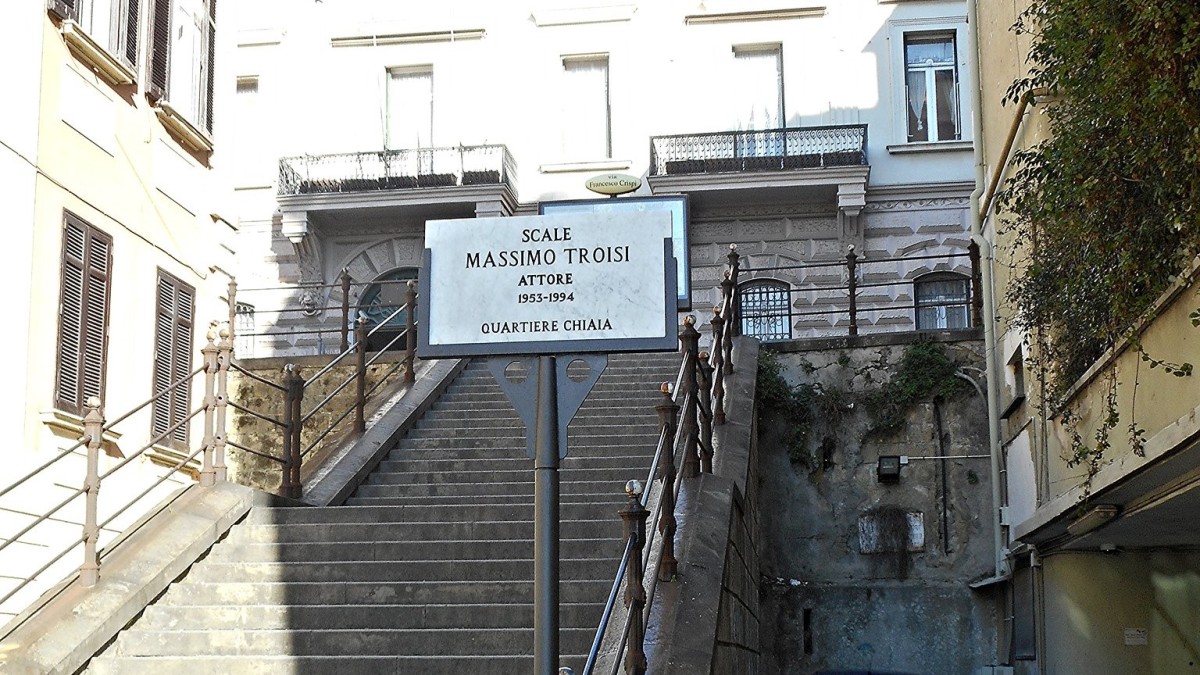 via
Francesco Crispi
SCALE
MASSIMO TROISI
ATTORE
1953-1994
QUARTIERE CHIAIA